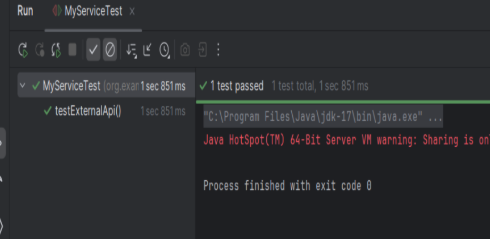 Run MyServiceTest ×
MyServiceTest (org.exar 1 sec 851 ms
1 test passed 1 test total, 1 sec 851 ms
testExternalApi() 1 sec 851 ms
"C:\Program Files\Java\jdk-17\bin\java.exe" ...
Java HotSpot(TM) 64-Bit Server VM warning: Sharing is on
Process finished with exit code 0